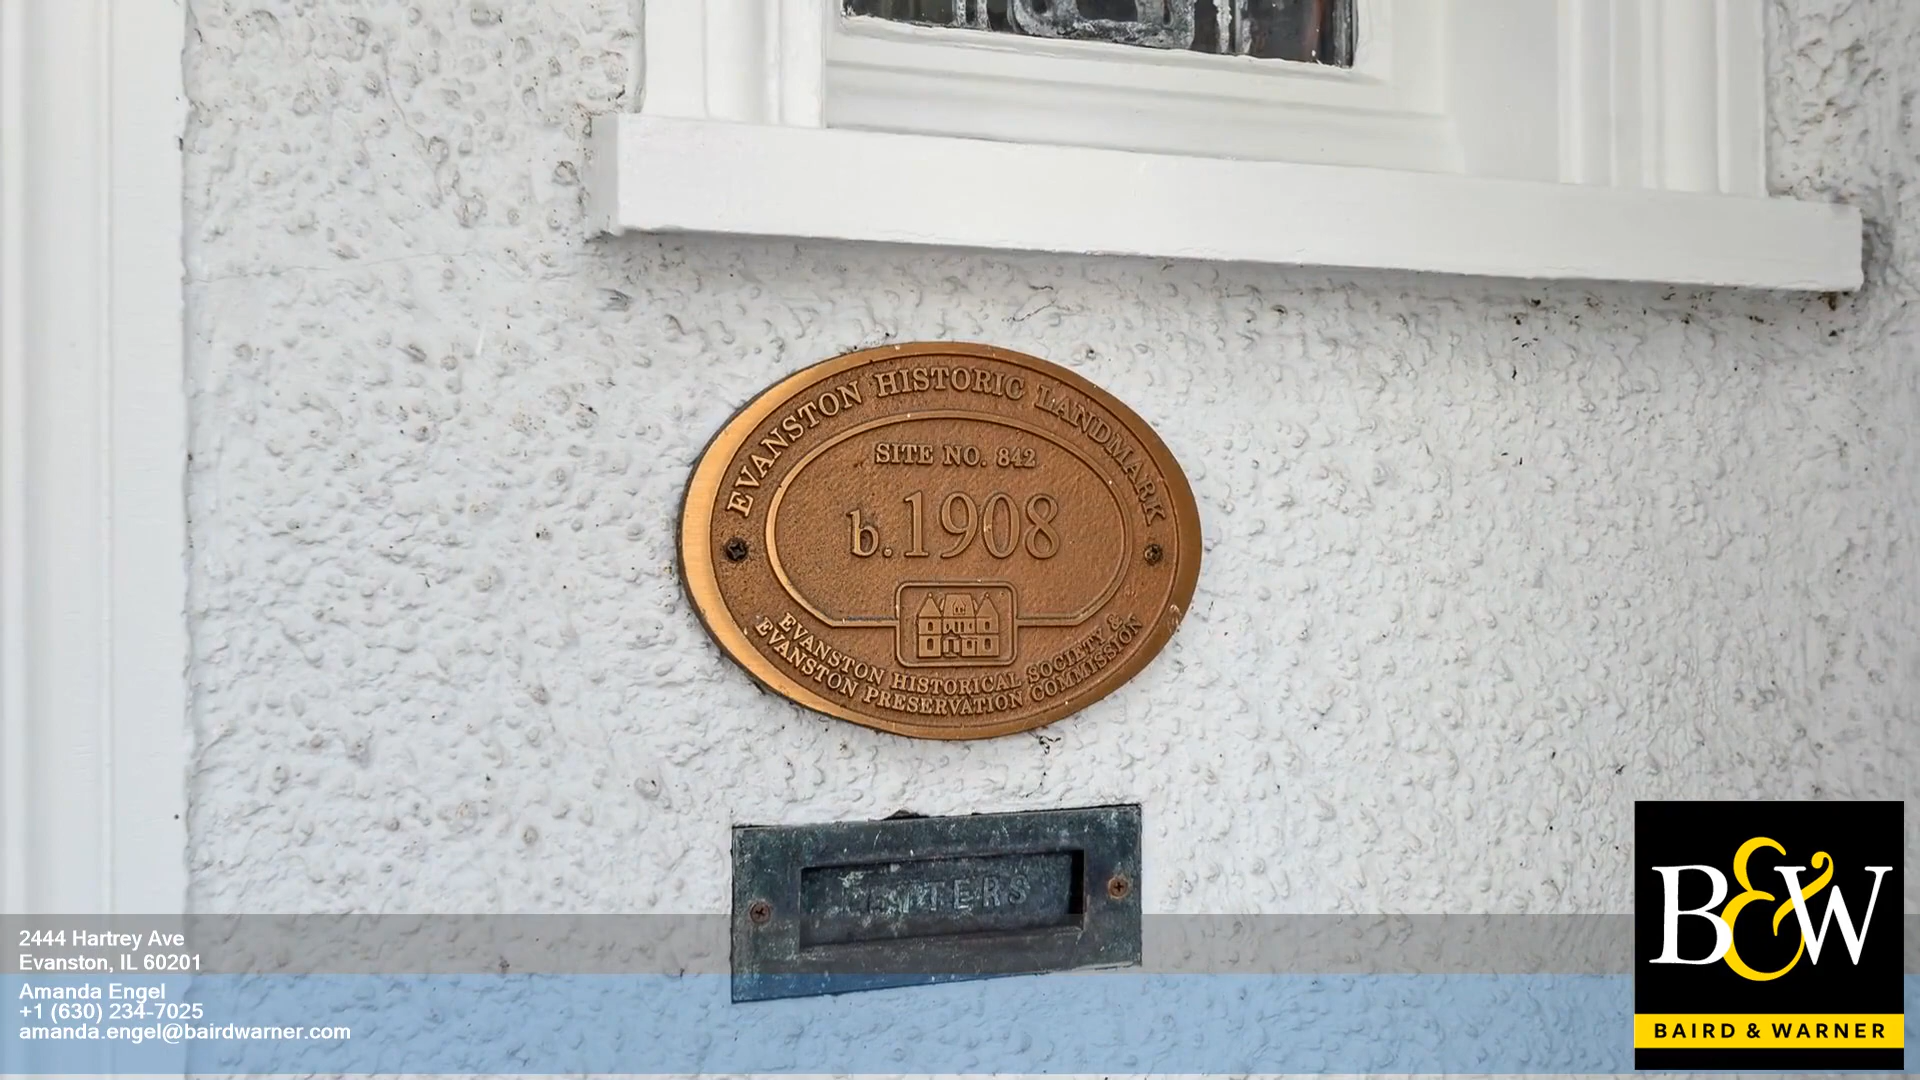 EVANSTON HISTORIC LANDMARK
SITE NO. 842
b.1908
EVANSTON HISTORICAL SOCIETY &
EVANSTON PRESERVATION COMMISSION
LETTERS
2444 Hartrey Ave
Evanston, IL 60201
Amanda Engel
+1 (630) 234-7025
amanda.engel@bairdwarner.com
B&W
BAIRD & WARNER